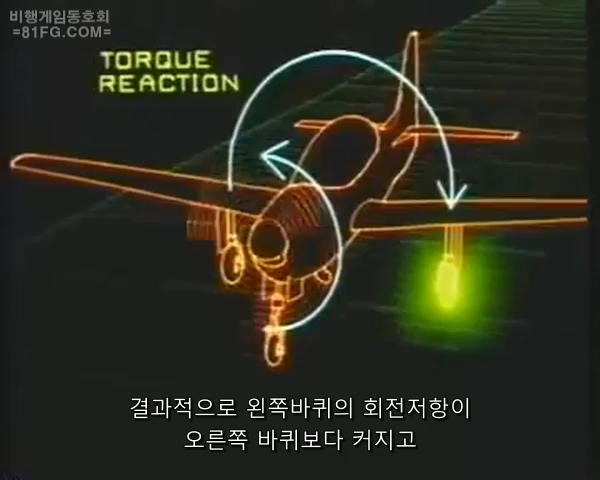 비행게임동호회
=81FG.COM=
TORQUE
REACTION
결과적으로 왼쪽바퀴의 회전저항이
오른쪽 바퀴보다 커지고